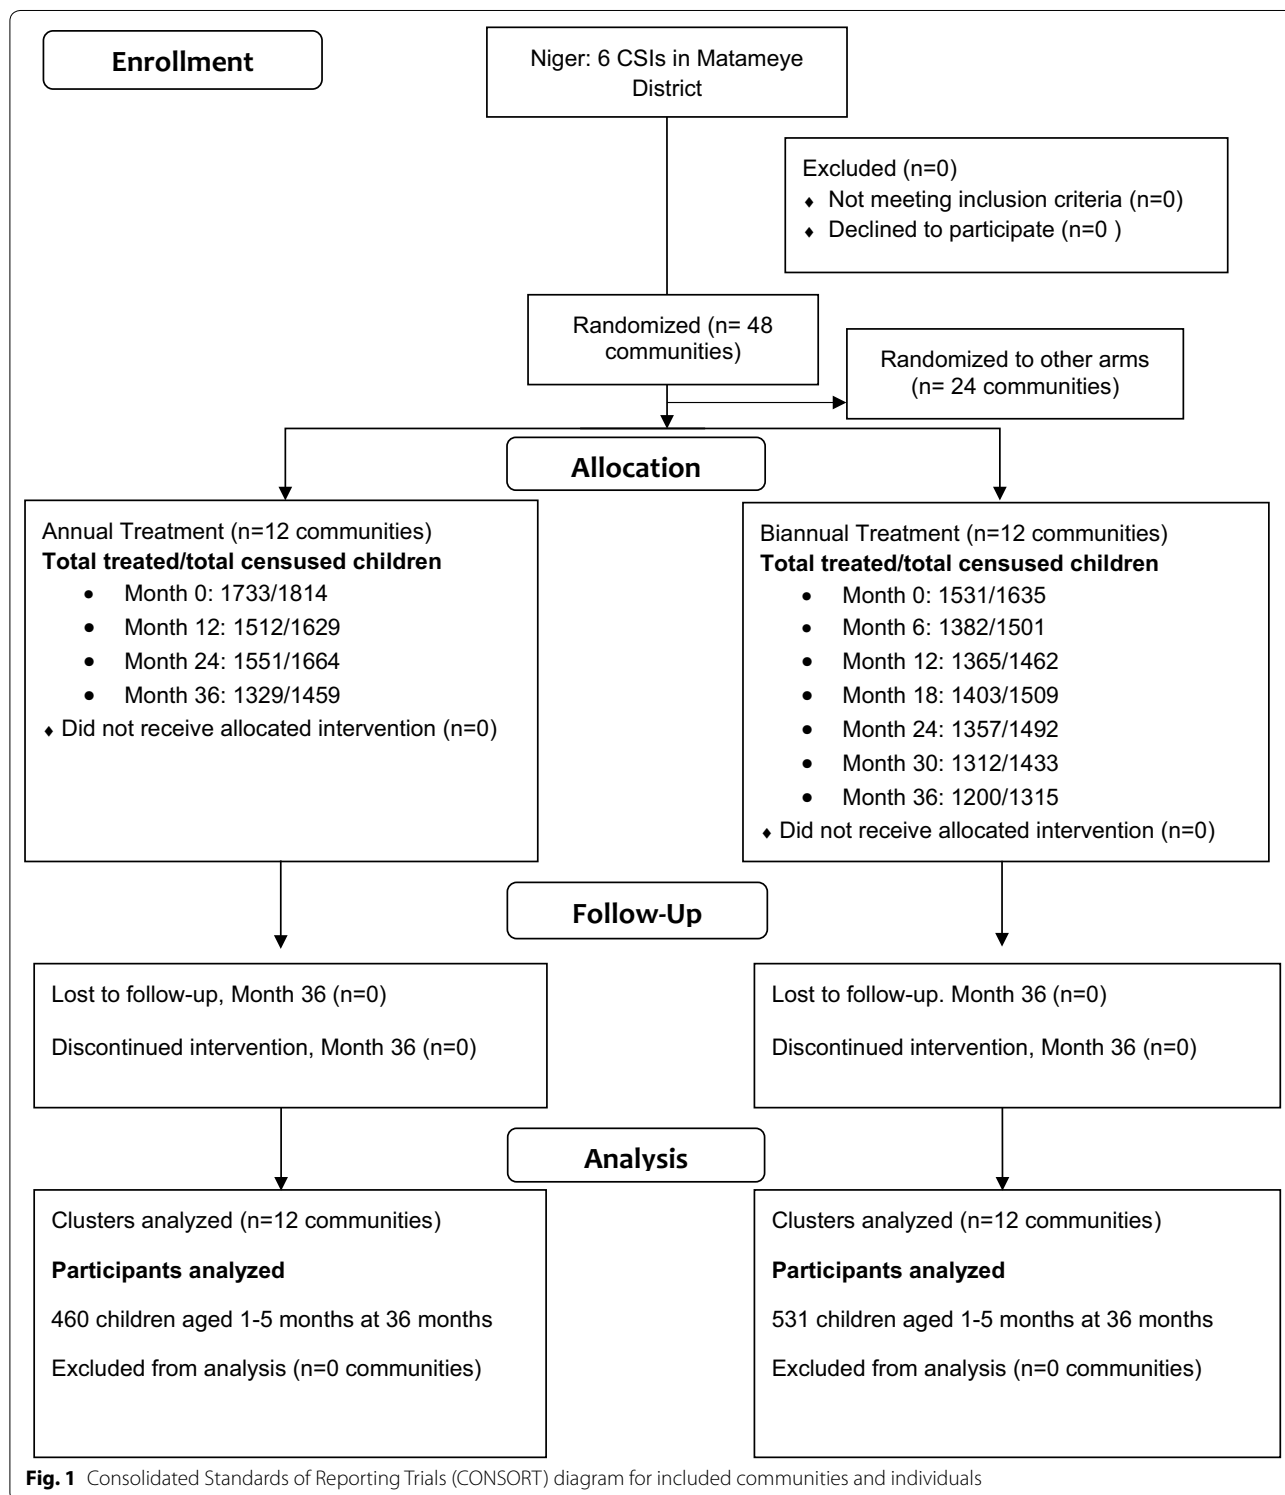 Enrollment
Niger: 6 CSIs in Matameye
District
Excluded (n=0)
♦ Not meeting inclusion criteria (n=0)
♦ Declined to participate (n=0 )
Randomized (n= 48
communities)
Randomized to other arms
(n= 24 communities)
Allocation
Annual Treatment (n=12 communities)
Total treated/total censused children
• Month 0: 1733/1814
• Month 12: 1512/1629
• Month 24: 1551/1664
• Month 36: 1329/1459
♦ Did not receive allocated intervention (n=0)
Biannual Treatment (n=12 communities)
Total treated/total censused children
• Month 0: 1531/1635
• Month 6: 1382/1501
• Month 12: 1365/1462
• Month 18: 1403/1509
• Month 24: 1357/1492
• Month 30: 1312/1433
• Month 36: 1200/1315
♦ Did not receive allocated intervention (n=0)
Follow-Up
Lost to follow-up, Month 36 (n=0)
Discontinued intervention, Month 36 (n=0)
Lost to follow-up. Month 36 (n=0)
Discontinued intervention, Month 36 (n=0)
Analysis
Clusters analyzed (n=12 communities)
Participants analyzed
460 children aged 1-5 months at 36 months
Excluded from analysis (n=0 communities)
Clusters analyzed (n=12 communities)
Participants analyzed
531 children aged 1-5 months at 36 months
Excluded from analysis (n=0 communities)
Fig. 1 Consolidated Standards of Reporting Trials (CONSORT) diagram for included communities and individuals